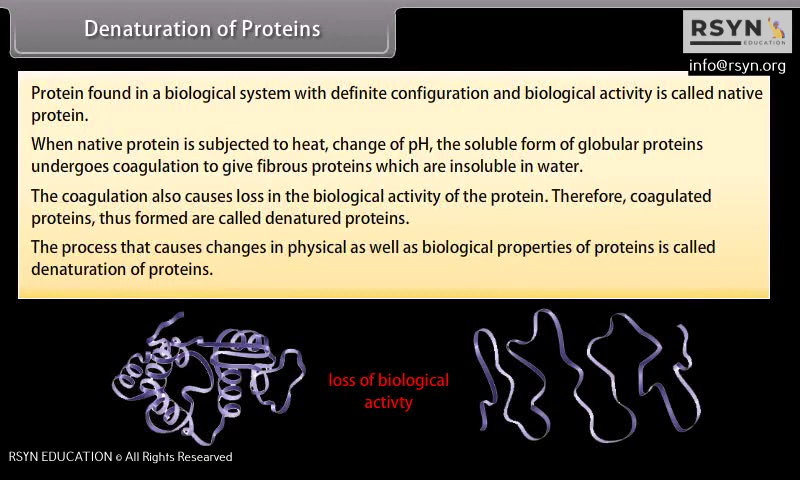 Denaturation of Proteins
RSYN
EDUCATION
info@rsyn.org
Protein found in a biological system with definite configuration and biological activity is called native
protein.
When native protein is subjected to heat, change of pH, the soluble form of globular proteins
undergoes coagulation to give fibrous proteins which are insoluble in water.
The coagulation also causes loss in the biological activity of the protein. Therefore, coagulated
proteins, thus formed are called denatured proteins.
The process that causes changes in physical as well as biological properties of proteins is called
denaturation of proteins.
loss of biological
activty
RSYN EDUCATION © All Rights Researved